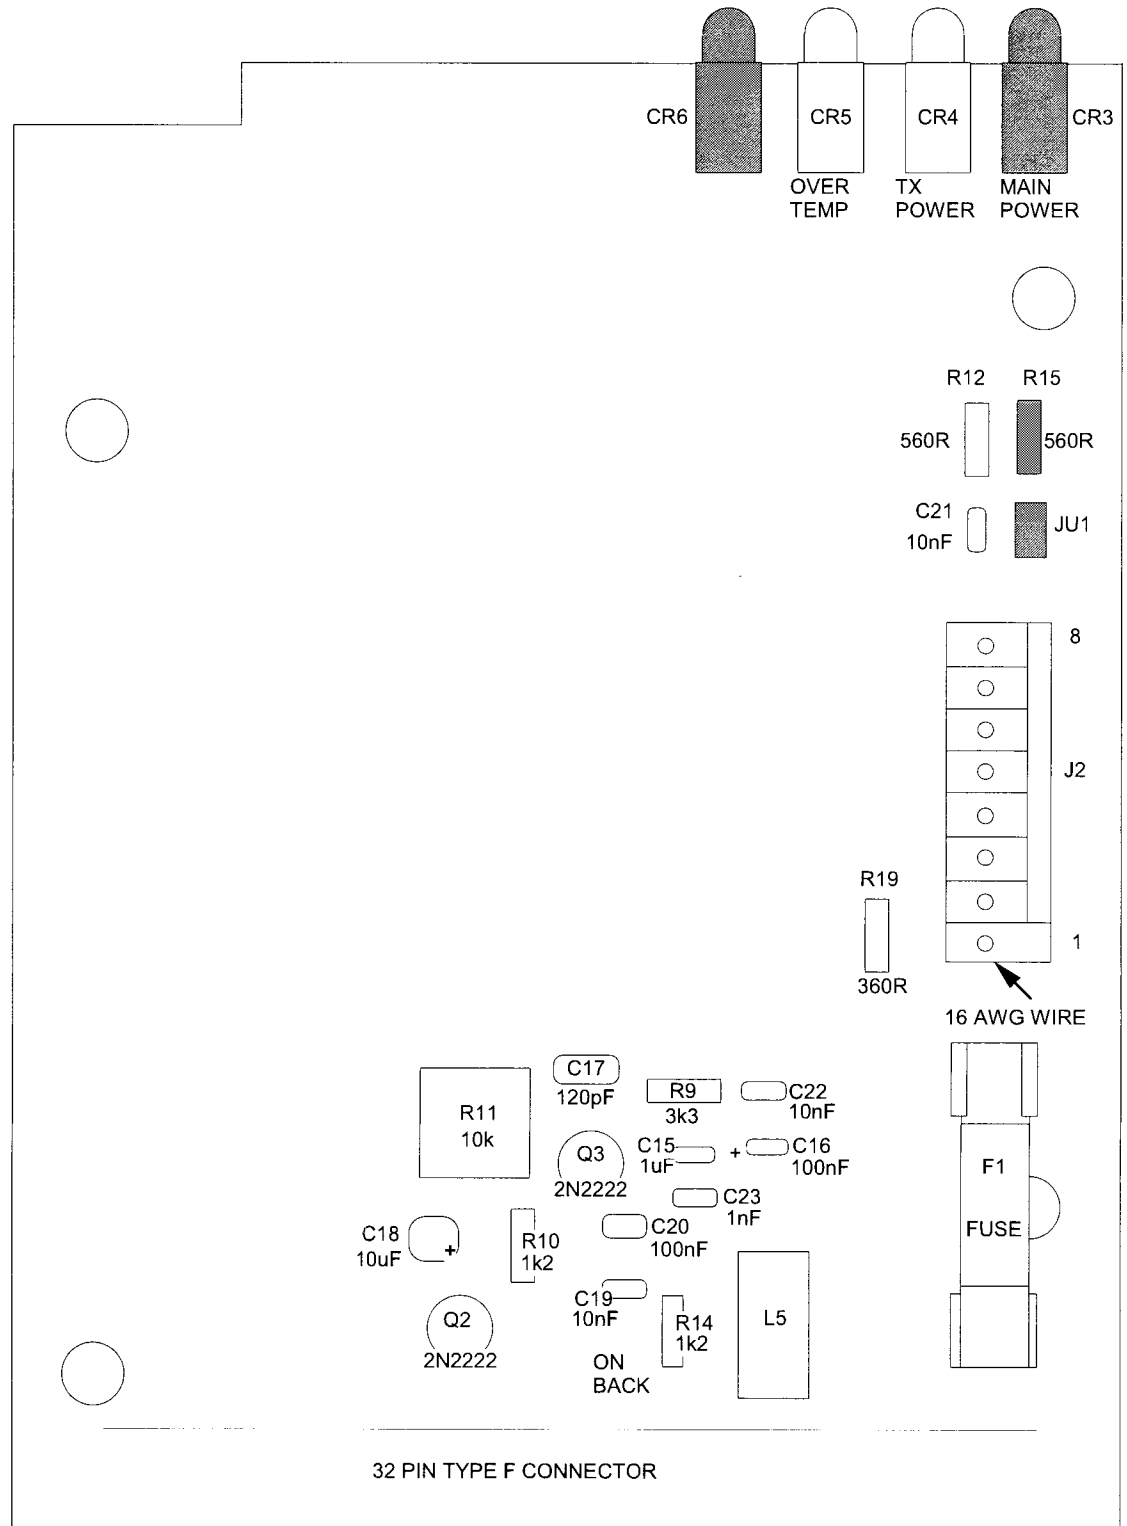 CR6
CR5
CR4
CR3
OVER
TEMP
TX
POWER
MAIN
POWER
R12
R15
560R
560R
C21
10nF
JU1
8
J2
R19
360R
1
16 AWG WIRE
C17
120pF
R9
3k3
C22
10nF
R11
10k
Q3
2N2222
C15
1uF
+
C16
100nF
C23
1nF
F1
FUSE
C18
10uF
+
R10
1k2
C20
100nF
C19
10nF
Q2
2N2222
R14
1k2
L5
ON
BACK
32 PIN TYPE F CONNECTOR